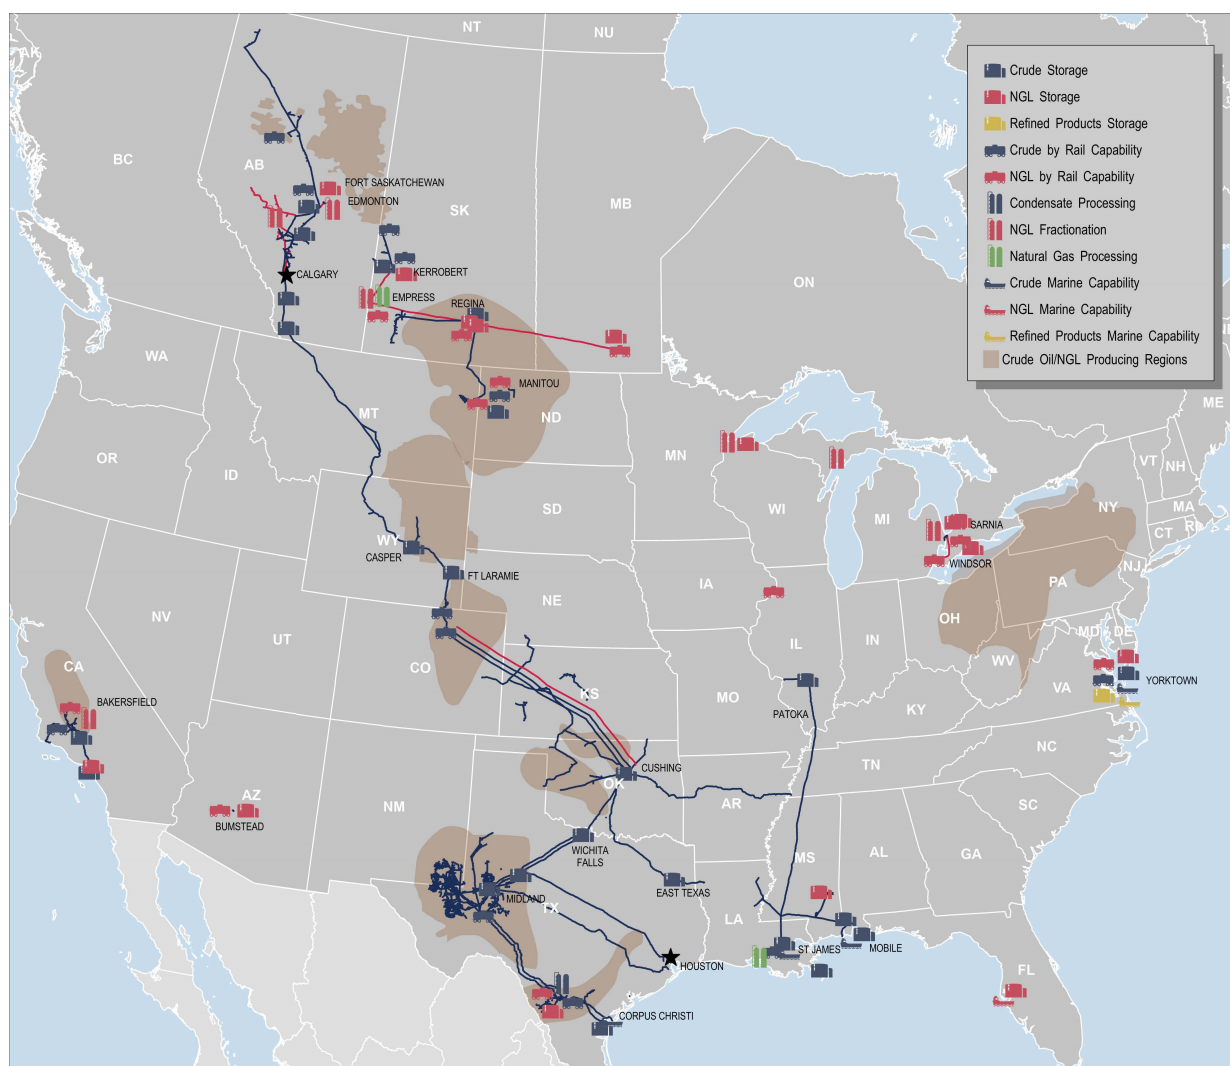 NT
NU
AK
Crude Storage
NGL Storage
Refined Products Storage
Crude by Rail Capability
NGL by Rail Capability
Condensate Processing
NGL Fractionation
Natural Gas Processing
Crude Marine Capability
NGL Marine Capability
Refined Products Marine Capability
Crude Oil/NGL Producing Regions
BC
AB
FORT SASKATCHEWAN
EDMONTON
SK
MB
CALGARY
KERROBERT
ON
EMPRESS
REGINA
WA
MANITOU
MT
ND
ME
OR
ID
MN
VT
NH
WI
MI
NY
MA
SD
SARNIA
CT
RI
WY
CASPER
WINDSOR
NJ
FT LARAMIE
IA
PA
NE
NV
OH
MD
DE
UT
IL
IN
CA
CO
WV
VA
YORKTOWN
KS
MO
KY
BAKERSFIELD
PATOKA
NC
TN
CUSHING
OK
AZ
NM
AR
SC
BUMSTEAD
WICHITA
FALLS
MS
AL
GA
EAST TEXAS
MIDLAND
TX
LA
ST JAMES
MOBILE
HOUSTON
FL
CORPUS CHRISTI